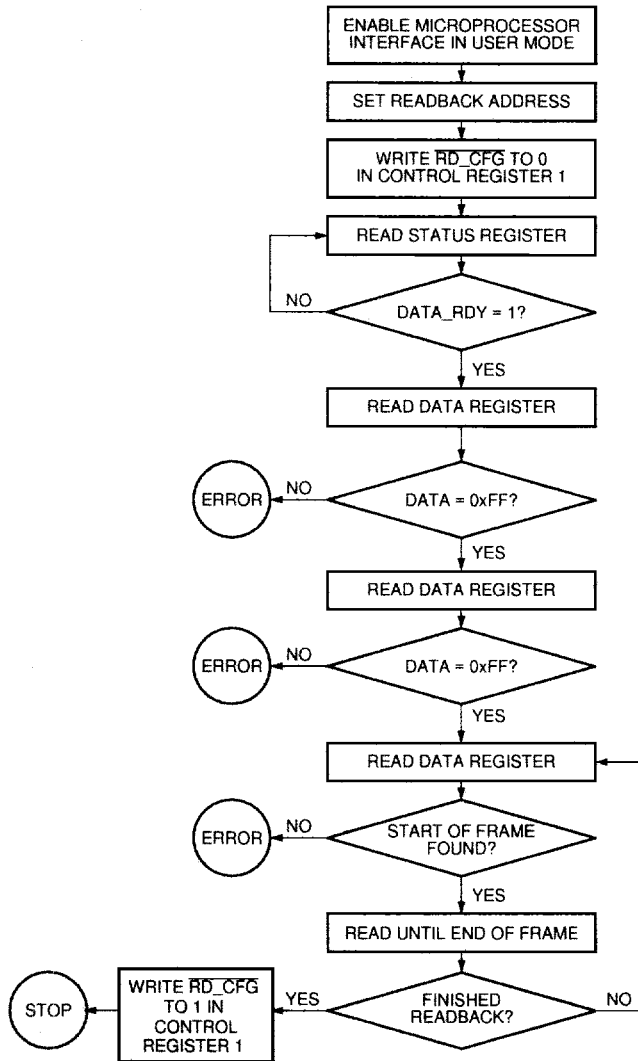 ENABLE MICROPROCESSOR
INTERFACE IN USER MODE
SET READBACK ADDRESS
WRITE RD_CFG TO 0
IN CONTROL REGISTER 1
READ STATUS REGISTER
NO
DATA_RDY = 1?
YES
READ DATA REGISTER
ERROR
NO
DATA = 0xFF?
YES
READ DATA REGISTER
ERROR
NO
DATA = 0xFF?
YES
READ DATA REGISTER
ERROR
NO
START OF FRAME
FOUND?
YES
READ UNTIL END OF FRAME
STOP
WRITE RD_CFG
TO 1 IN
CONTROL
REGISTER 1
YES
FINISHED
READBACK?
NO